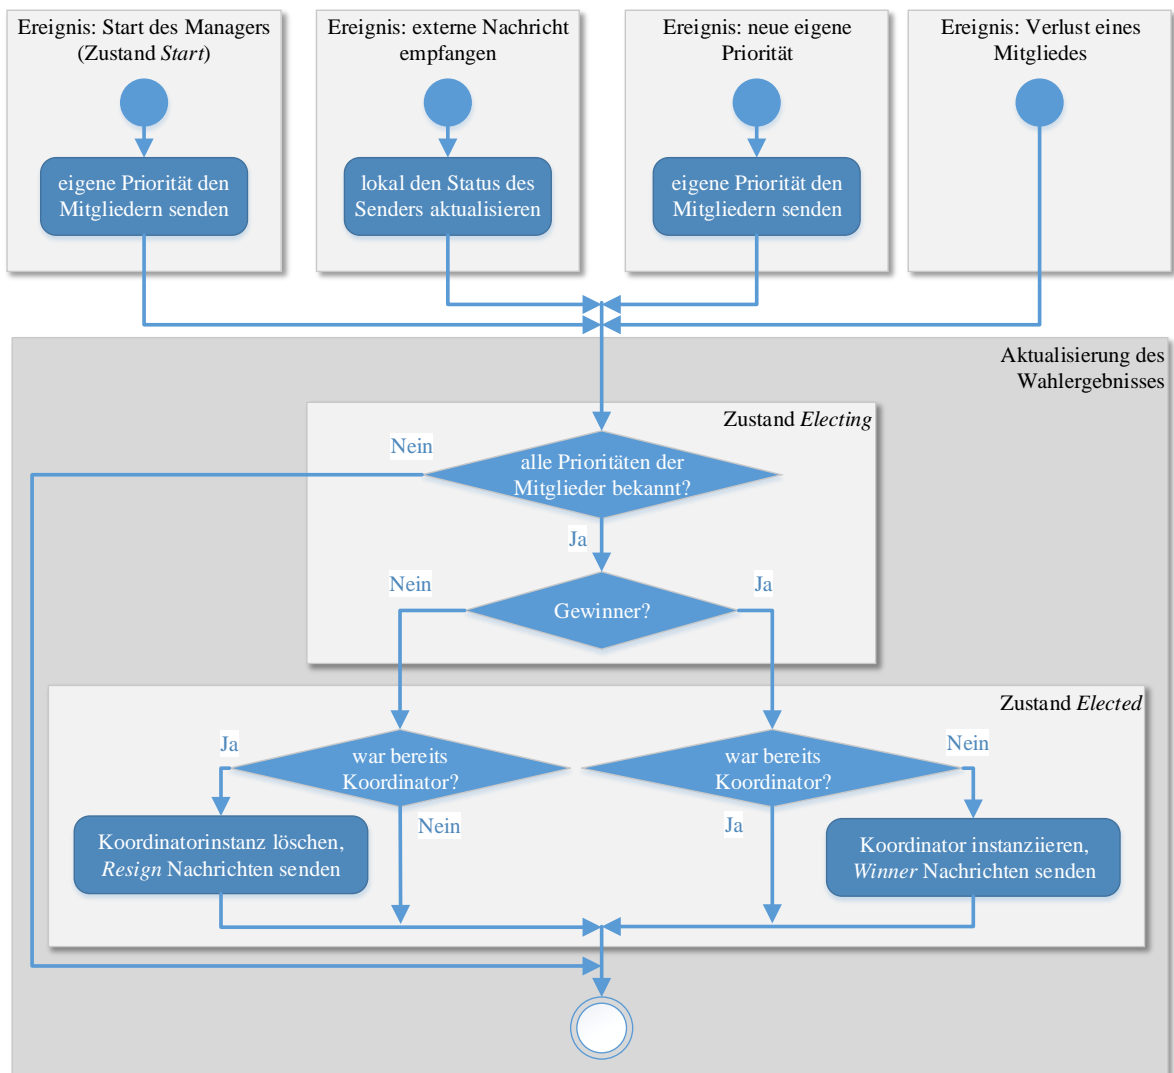 Ereignis: Start des Managers
(Zustand Start)
Ereignis: externe Nachricht
empfangen
Ereignis: neue eigene
Priorität
Ereignis: Verlust eines
Mitgliedes
eigene Priorität den
Mitgliedern senden
lokal den Status des
Senders aktualisieren
eigene Priorität den
Mitgliedern senden
Aktualisierung des
Wahlergebnisses
Zustand Electing
Nein
alle Prioritäten der
Mitglieder bekannt?
Ja
Nein
Ja
Gewinner?
Zustand Elected
Ja
war bereits
Koordinator?
Nein
war bereits
Koordinator?
Nein
Ja
Koordinatorinstanz löschen,
Resign Nachrichten senden
Koordinator instanziieren,
Winner Nachrichten senden